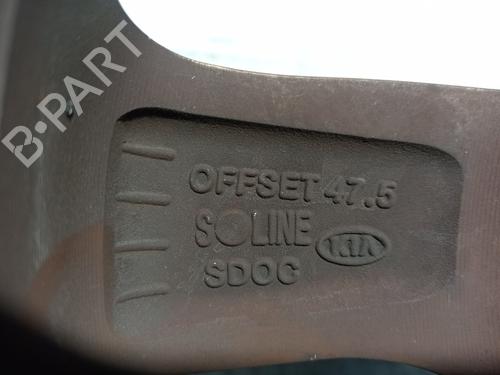 B-PART
OFFSET 47.5
SOLINE KIA
SDOC